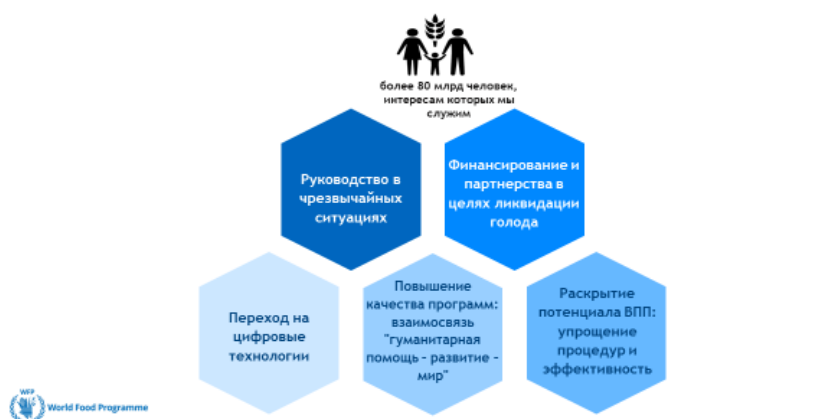 более 80 млрд человек,
интересам которых мы
служим
Руководство в
чрезвычайных
ситуациях
Финансирование и
партнерства в
целях ликвидации
голода
Переход на
цифровые
технологии
Повышение
качества программ:
взаимосвязь
"гуманитарная
помощь – развитие –
мир"
Раскрытие
потенциала ВПП:
упрощение
процедур и
эффективность
WFP
World Food Programme